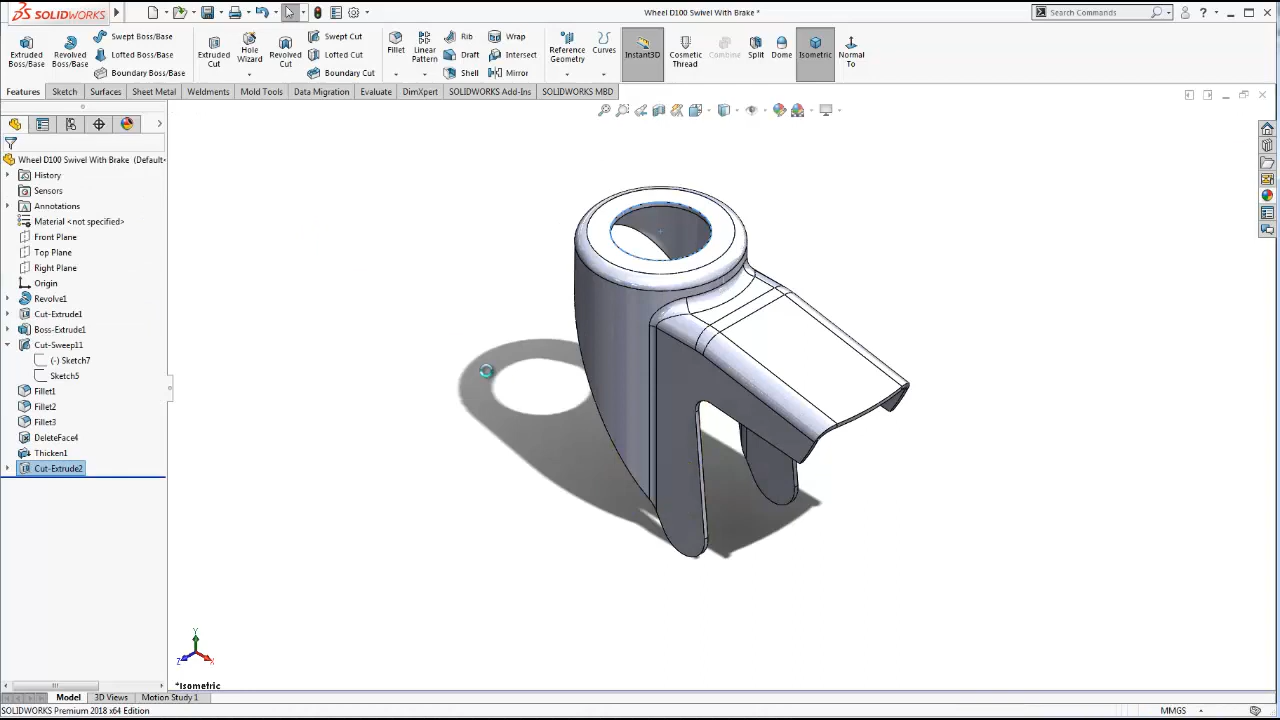 SOLIDWORKS
Wheel D100 Swivel With Brake *
Search Commands
Extruded Boss/Base
Revolved Boss/Base
Swept Boss/Base
Lofted Boss/Base
Boundary Boss/Base
Extruded Cut
Hole Wizard
Revolved Cut
Swept Cut
Lofted Cut
Boundary Cut
Fillet
Linear Pattern
Rib
Draft
Shell
Wrap
Intersect
Mirror
Reference Geometry
Curves
Instant3D
Cosmetic Thread
Combine
Split
Dome
Isometric
Normal To
Features
Sketch
Surfaces
Sheet Metal
Weldments
Mold Tools
Data Migration
Evaluate
DimXpert
SOLIDWORKS Add-Ins
SOLIDWORKS MBD
Wheel D100 Swivel With Brake (Default
History
Sensors
Annotations
Material <not specified>
Front Plane
Top Plane
Right Plane
Origin
Revolve1
Cut-Extrude1
Boss-Extrude1
Cut-Sweep11
(-) Sketch7
Sketch5
Fillet1
Fillet2
Fillet3
DeleteFace4
Thicken1
Cut-Extrude2
Y
Z
X
*Isometric
Model
3D Views
Motion Study 1
SOLIDWORKS Premium 2018 x64 Edition
MMGS